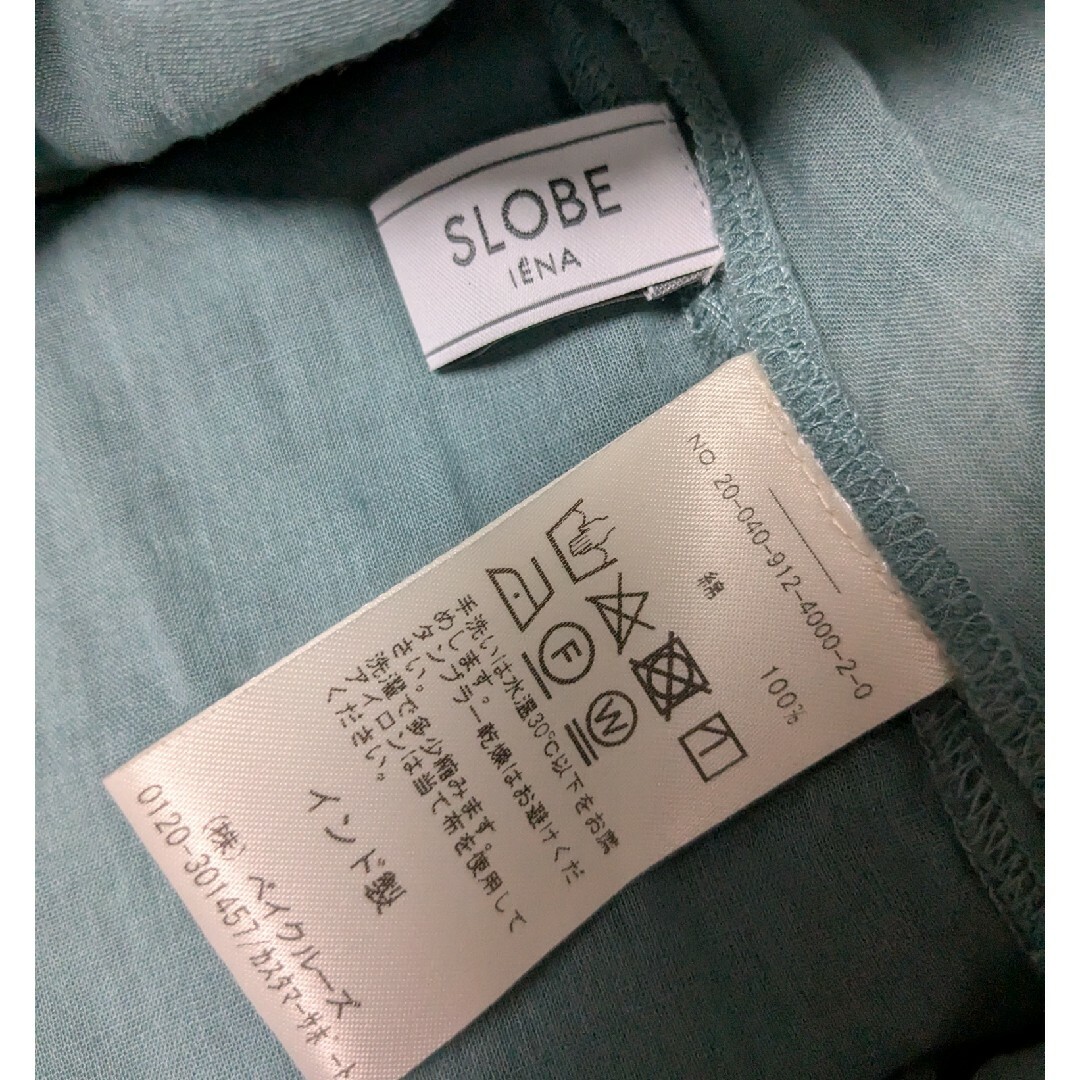 SLOBE
IÉNA
NO 20-040-912-4000-2-0
綿 100%
F
W
手洗いは水温30℃以下をお薦
めします。
タンブラー乾燥はお避けくだ
さい。
洗濯で多少縮みます。
アイロンは当て布を使用して
ください。
インド製
(株) ベイクルーズ
0120-301457/カスタマーサポート